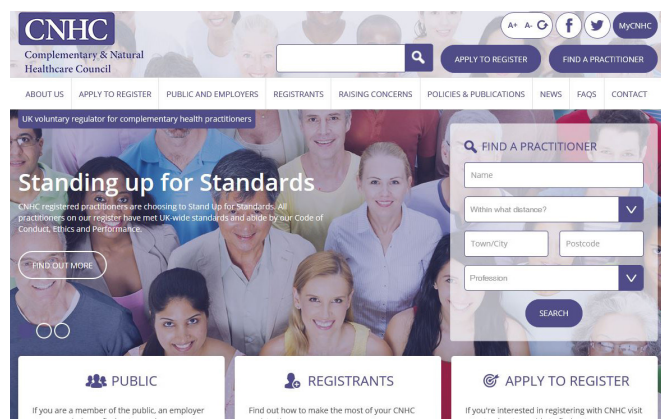 CNHC
Complementary & Natural
Healthcare Council
A+ A-
MyCNHC
APPLY TO REGISTER
FIND A PRACTITIONER
ABOUT US
APPLY TO REGISTER
PUBLIC AND EMPLOYERS
REGISTRANTS
RAISING CONCERNS
POLICIES & PUBLICATIONS
NEWS
FAQS
CONTACT
UK voluntary regulator for complementary health practitioners
Standing up for Standards
CNHC registered practitioners are choosing to Stand Up for Standards. All
practitioners on our register have met UK-wide standards and abide by our Code of
Conduct, Ethics and Performance.
FIND OUT MORE
FIND A PRACTITIONER
Name
Within what distance?
Town/City
Postcode
Profession
SEARCH
PUBLIC
If you are a member of the public, an employer
REGISTRANTS
Find out how to make the most of your CNHC
APPLY TO REGISTER
If you're interested in registering with CNHC visit